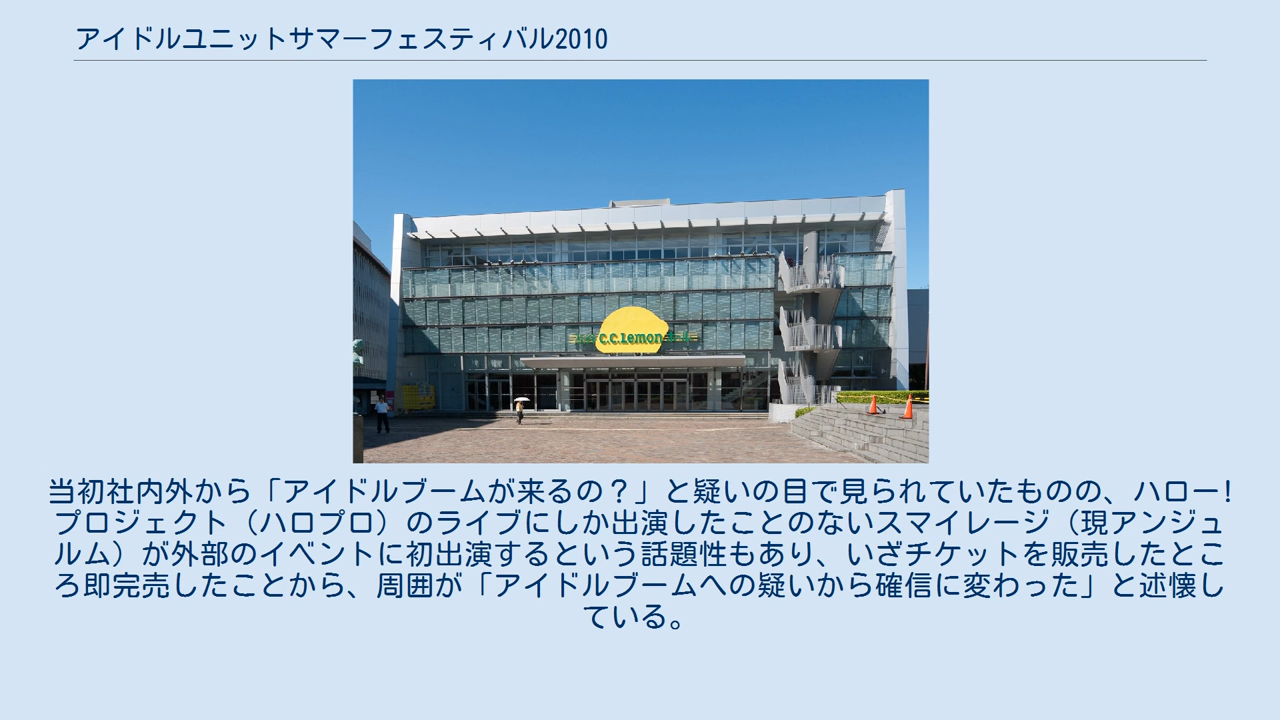 アイドルユニットサマーフェスティバル2010
C.C.Lemon
当初社内外から「アイドルブームが来るの？」と疑いの目で見られていたものの、ハロー!
プロジェクト（ハロプロ）のライブにしか出演したことのないスマイレージ（現アンジュ
ルム）が外部のイベントに初出演するという話題性もあり、いざチケットを販売したとこ
ろ即完売したことから、周囲が「アイドルブームへの疑いから確信に変わった」と述懐し
ている。